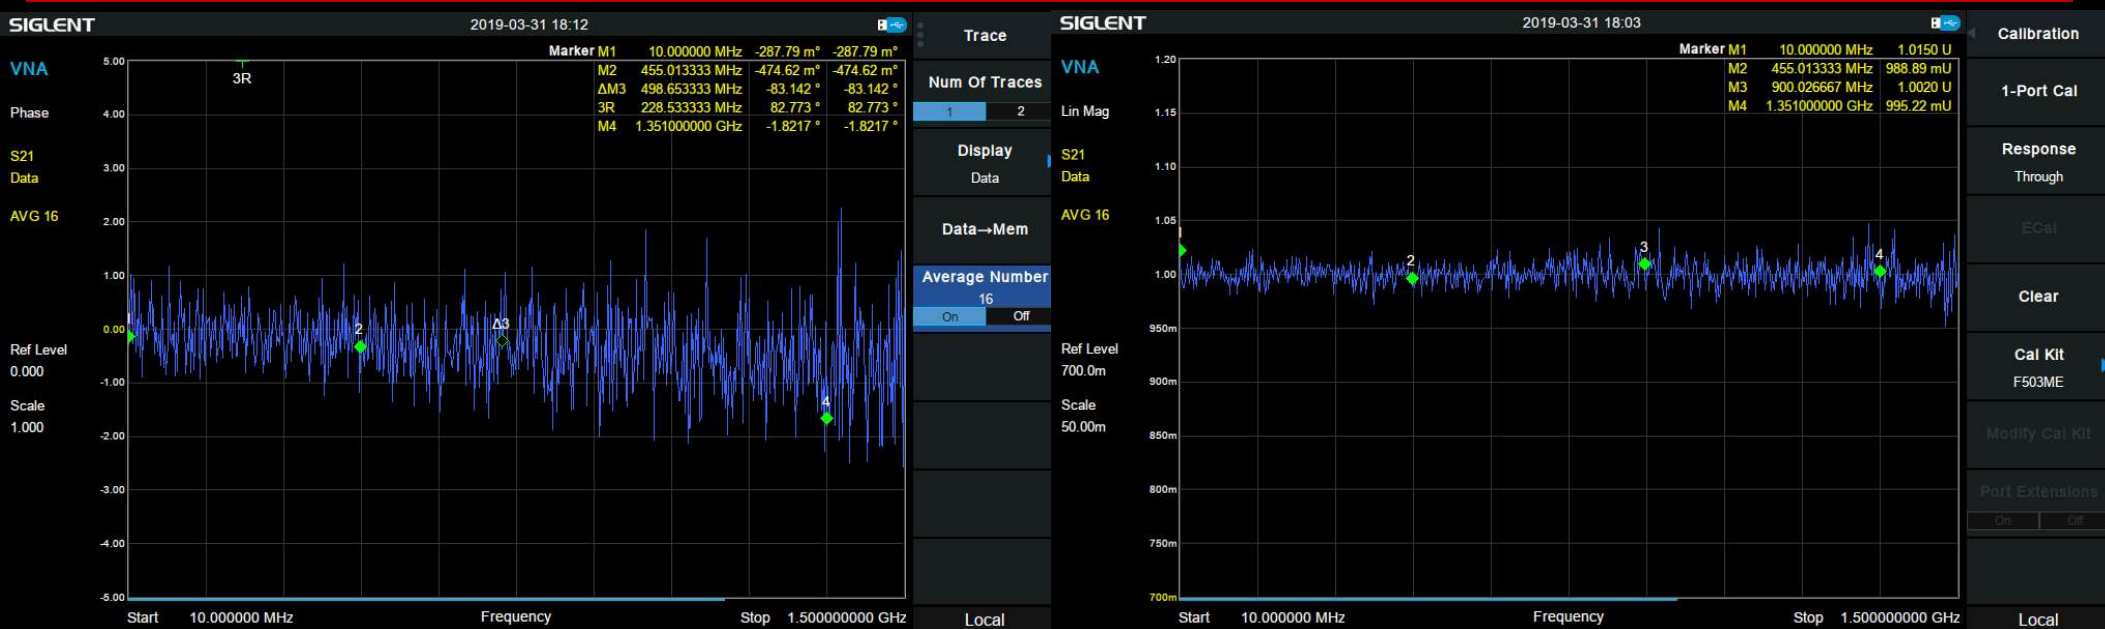 SIGLENT
2019-03-31 18:12
VNA
Phase
S21
Data
AVG 16
Ref Level
0.000
Scale
1.000
Marker M1 10.000000 MHz -287.79 m° -287.79 m°
M2 455.013333 MHz -474.62 m° -474.62 m°
ΔM3 498.653333 MHz -83.142 ° -83.142 °
3R 228.533333 MHz 82.773 ° 82.773 °
M4 1.351000000 GHz -1.8217 ° -1.8217 °
5.00
4.00
3.00
2.00
1.00
0.00
-1.00
-2.00
-3.00
-4.00
-5.00
3R
2
Δ3
4
Start 10.000000 MHz Frequency Stop 1.500000000 GHz
Trace
Num Of Traces
1 2
Display
Data
Data→Mem
Average Number
16
On Off
Local
SIGLENT
2019-03-31 18:03
VNA
Lin Mag
S21
Data
AVG 16
Ref Level
700.0m
Scale
50.00m
Marker M1 10.000000 MHz 1.0150 U
M2 455.013333 MHz 988.89 mU
M3 900.026667 MHz 1.0020 U
M4 1.351000000 GHz 995.22 mU
1.20
1.15
1.10
1.05
1.00
950m
900m
850m
800m
750m
700m
2
3
4
Start 10.000000 MHz Frequency Stop 1.500000000 GHz
Calibration
1-Port Cal
Response
Through
ECal
Clear
Cal Kit
F503ME
Modify Cal Kit
Port Extensions
On Off
Local